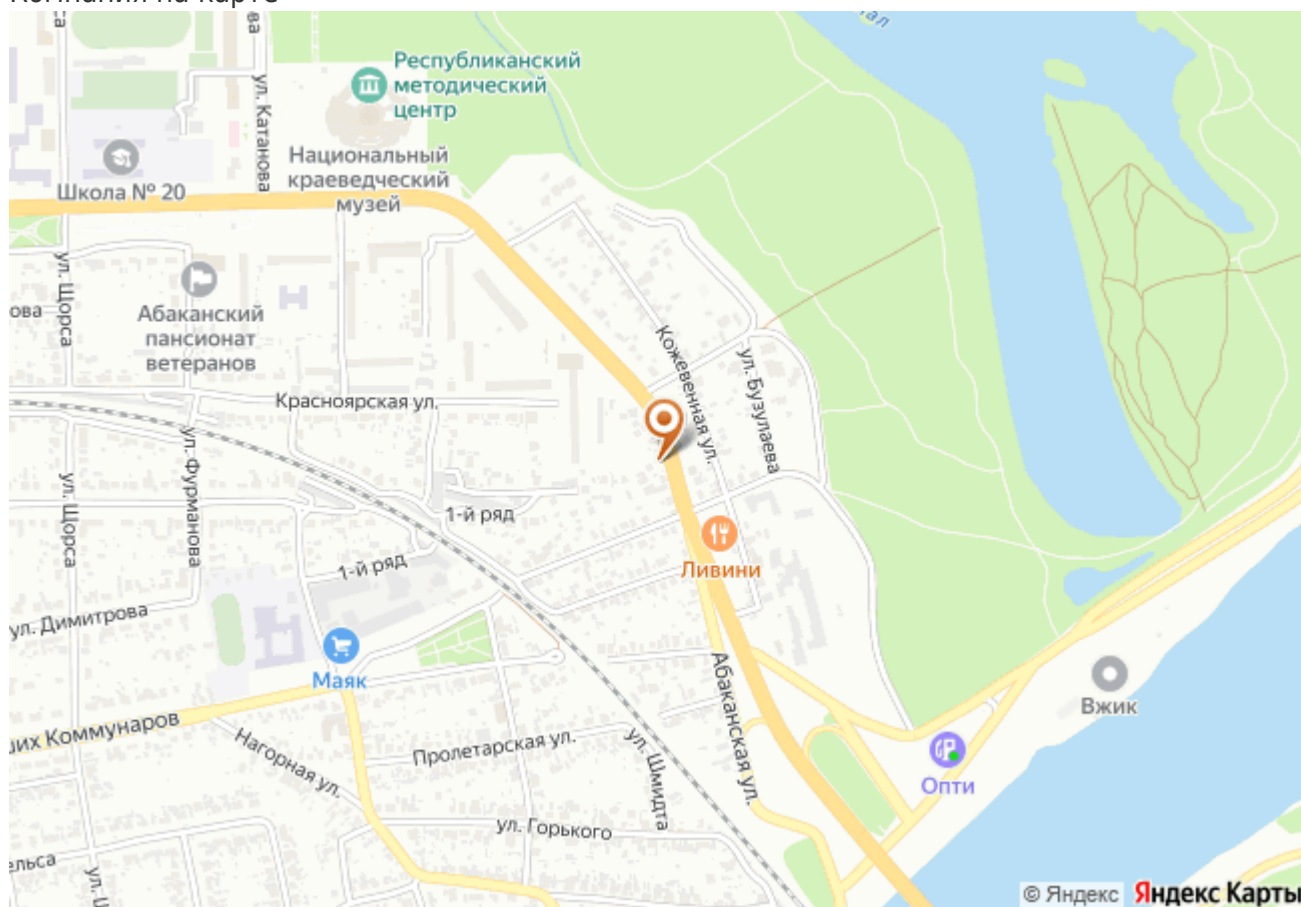 Компания на карте
Республиканский
методический
центр
ул. Катанова
Национальный
краеведческий
музей
Школа № 20
ул. Щорса
Абаканский
пансионат
ветеранов
Красноярская ул.
Кожевенная ул.
ул. Бузулаева
ул. Фурманова
ул. Щорса
1-й ряд
1-й ряд
Ливини
ул. Димитрова
Маяк
Абаканская ул.
Вжик
их Коммунаров
Нагорная ул.
Пролетарская ул.
ул. Шмидта
Опти
ул. Горького
© Яндекс Яндекс Карты